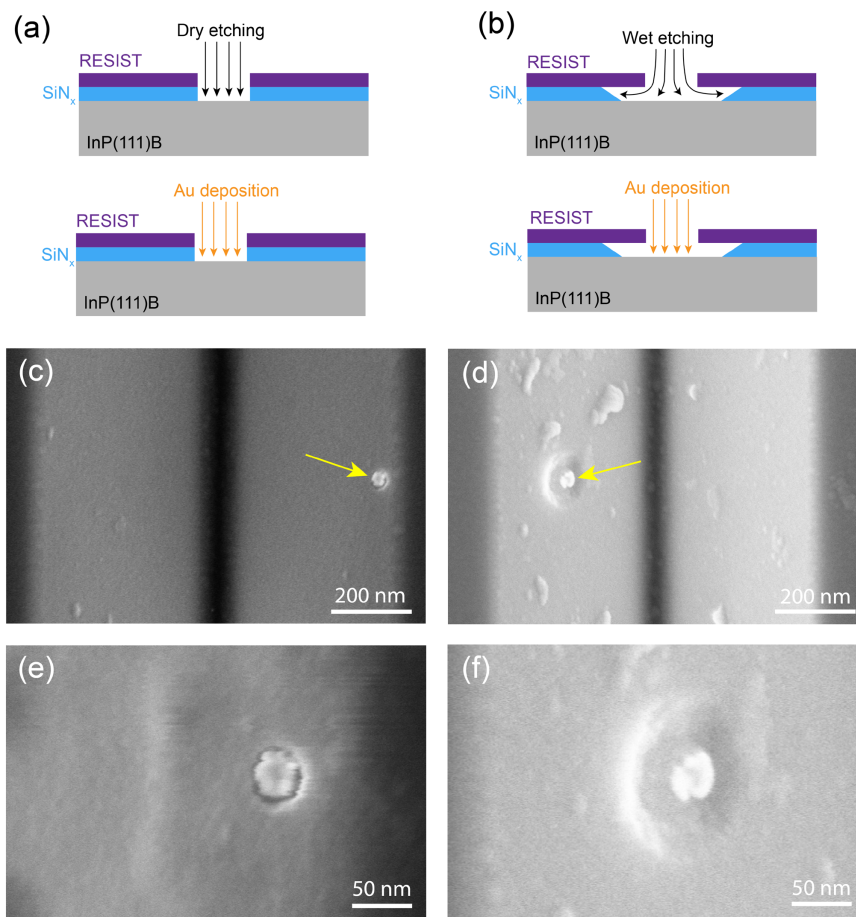 (a)
Dry etching
RESIST
SiNₓ
InP(111)B
Au deposition
RESIST
SiNₓ
InP(111)B
(b)
Wet etching
RESIST
SiNₓ
InP(111)B
Au deposition
RESIST
SiNₓ
InP(111)B
(c)
200 nm
(d)
200 nm
(e)
50 nm
(f)
50 nm